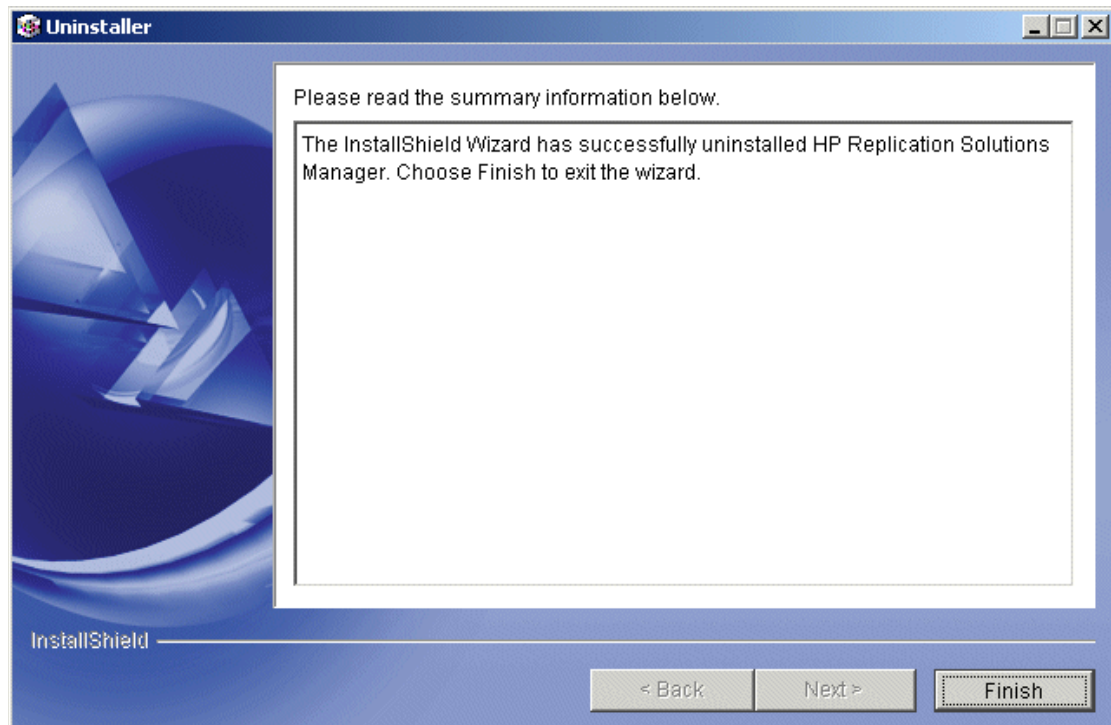 Uninstaller
Please read the summary information below.
The InstallShield Wizard has successfully uninstalled HP Replication Solutions
Manager. Choose Finish to exit the wizard.
InstallShield
< Back
Next >
Finish